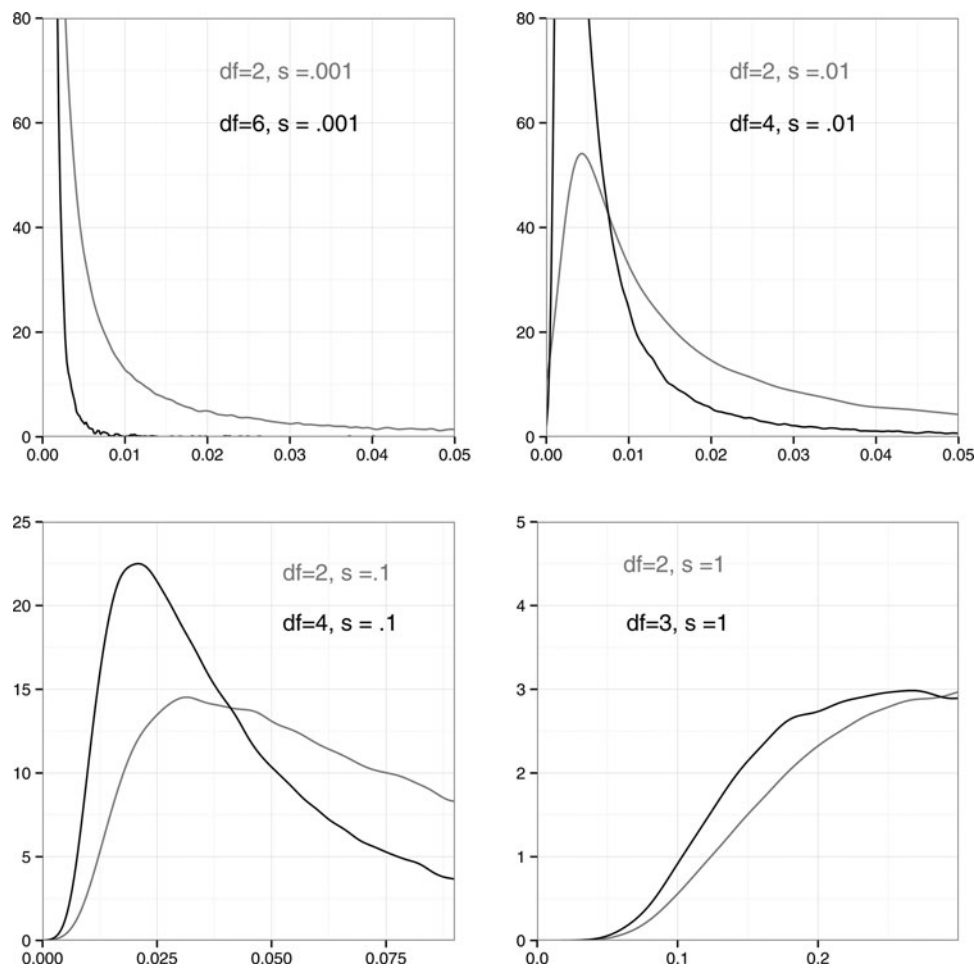 80
60
40
20
0
df=2, s =.001
df=6, s = .001
0.00 0.01 0.02 0.03 0.04 0.05
80
60
40
20
0
df=2, s =.01
df=4, s = .01
0.00 0.01 0.02 0.03 0.04 0.05
25
20
15
10
5
0
df=2, s =.1
df=4, s = .1
0.000 0.025 0.050 0.075
5
4
3
2
1
0
df=2, s =1
df=3, s =1
0.0 0.1 0.2